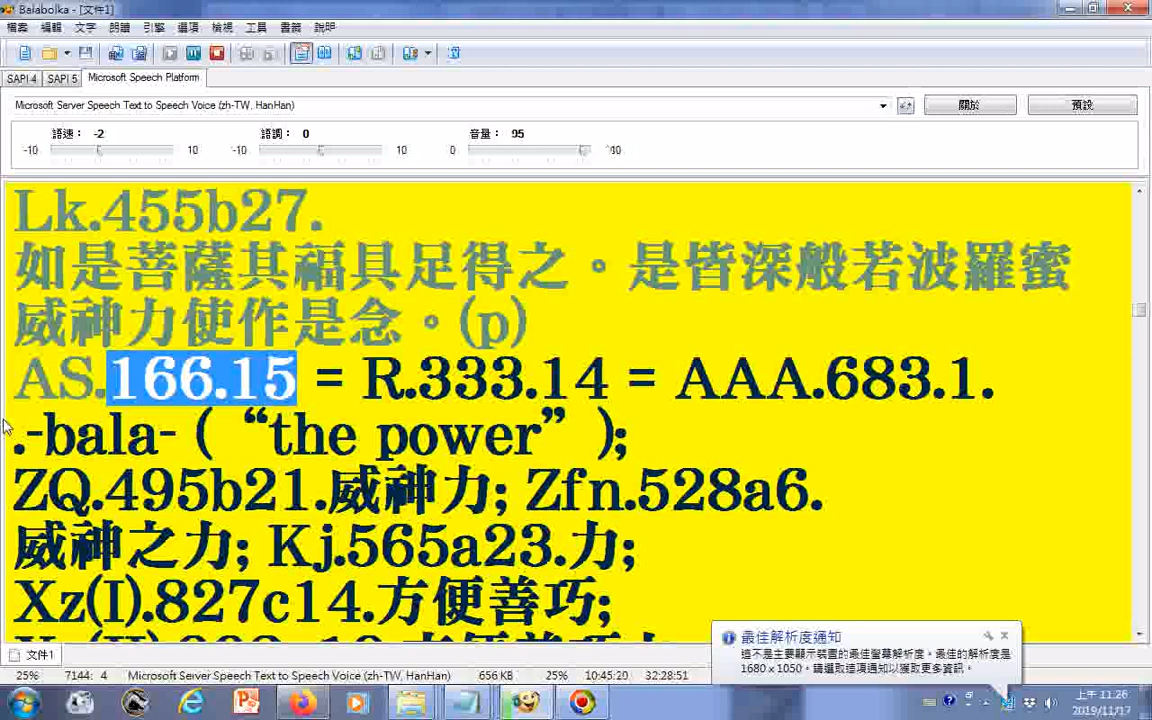 Balabolka - [文件1]
檔案 編輯 文字 朗讀 引擎 選項 檢視 工具 書籤 說明
SAPI 4 SAPI 5 Microsoft Speech Platform
Microsoft Server Speech Text to Speech Voice (zh-TW, HanHan) 關於 預設
語速： -2 語調： 0 音量： 95
-10 10 -10 10 0
Lk.455b27.
如是菩薩其福具足得之。是皆深般若波羅蜜
威神力使作是念。(p)
AS.166.15 = R.333.14 = AAA.683.1.
.-bala- (“the power”);
ZQ.495b21.威神力; Zfn.528a6.
威神之力; Kj.565a23.力;
Xz(I).827c14.方便善巧;
最佳解析度通知
這不是主要顯示裝置的最佳螢幕解析度。最佳的解析度是
1680 x 1050。請選取這項通知以獲取更多資訊。
文件1
25% 7144: 4 Microsoft Server Speech Text to Speech Voice 656 KB 25% 10:45:20 32:28:51
上午 11:26
2019/11/17